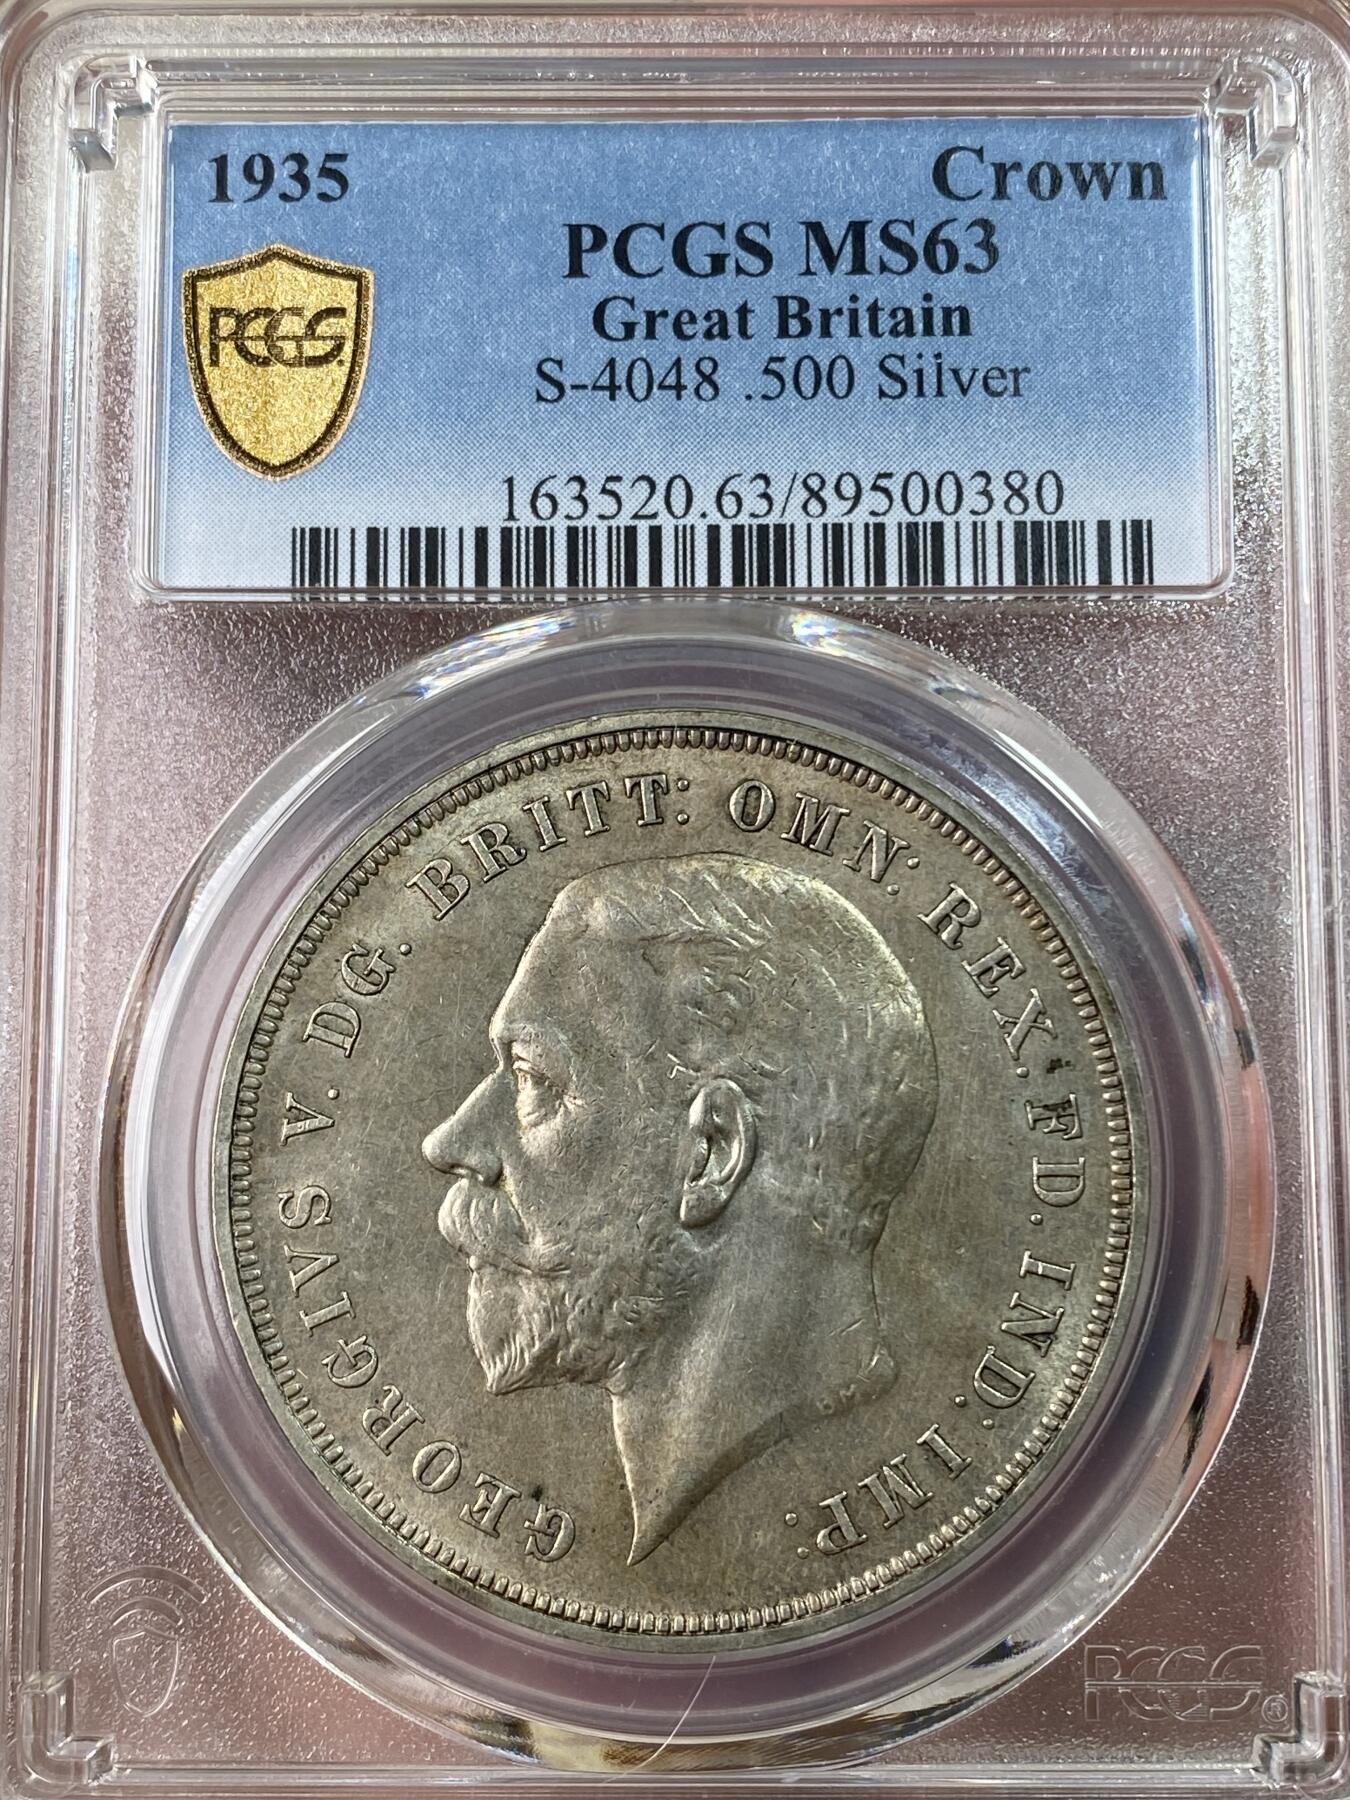 1935 Crown
PCGS MS63
Great Britain
PCGS
S-4048 .500 Silver
163520.63/89500380
GEORGIVS V. DG. BRITT: OMN: REX. FD. IND: IMP:
BM
PCGS®